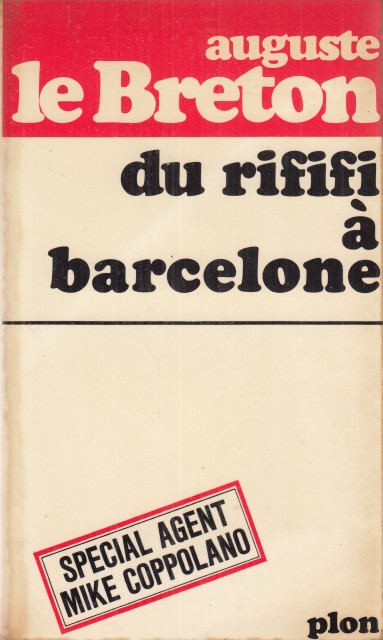 auguste
le Breton
du rififi
à
barcelone
SPECIAL AGENT
MIKE COPPOLANO
plon